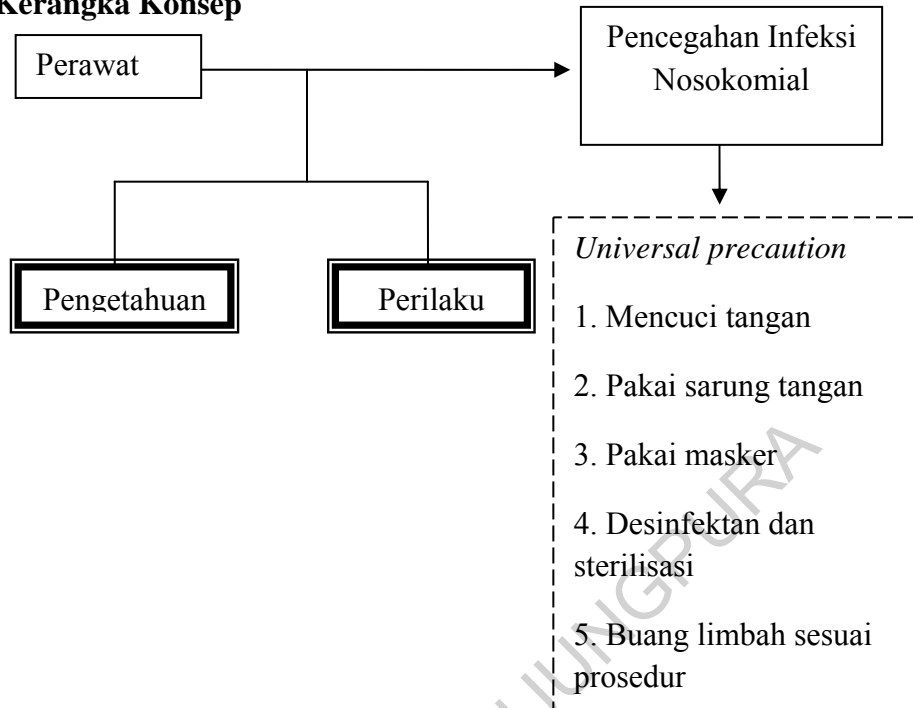 Kerangka Konsep
Perawat
Pencegahan Infeksi
Nosokomial
Pengetahuan
Perilaku
Universal precaution
1. Mencuci tangan
2. Pakai sarung tangan
3. Pakai masker
4. Desinfektan dan
sterilisasi
5. Buang limbah sesuai
prosedur
JUNGPURA